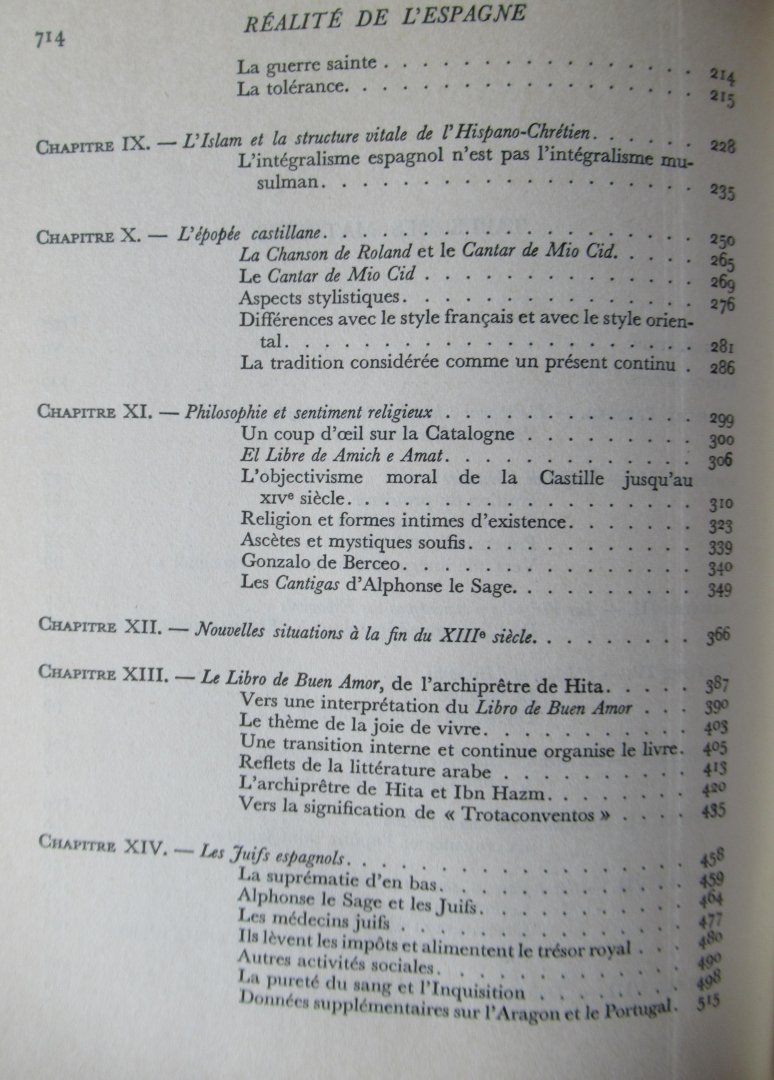 714 RÉALITÉ DE L'ESPAGNE
La guerre sainte . . . . . . . . . . . . . . . . 214
La tolérance. . . . . . . . . . . . . . . . . . 215
CHAPITRE IX. — L'Islam et la structure vitale de l'Hispano-Chrétien. . . . . . . 228
L'intégralisme espagnol n'est pas l'intégralisme mu-
sulman. . . . . . . . . . . . . . . . . . 235
CHAPITRE X. — L'épopée castillane. . . . . . . . . . . . . . . . . . . 250
La Chanson de Roland et le Cantar de Mio Cid. . . . . 265
Le Cantar de Mio Cid . . . . . . . . . . . . . . 269
Aspects stylistiques. . . . . . . . . . . . . . . 276
Différences avec le style français et avec le style orien-
tal. . . . . . . . . . . . . . . . . . . . 281
La tradition considérée comme un présent continu . 286
CHAPITRE XI. — Philosophie et sentiment religieux . . . . . . . . . . . . . 299
Un coup d'œil sur la Catalogne . . . . . . . . . 300
El Libre de Amich e Amat. . . . . . . . . . . . . 306
L'objectivisme moral de la Castille jusqu'au
XIVe siècle. . . . . . . . . . . . . . . . . 310
Religion et formes intimes d'existence. . . . . . . 323
Ascètes et mystiques soufis. . . . . . . . . . . . 339
Gonzalo de Berceo. . . . . . . . . . . . . . . 340
Les Cantigas d'Alphonse le Sage. . . . . . . . . . 349
CHAPITRE XII. — Nouvelles situations à la fin du XIIIe siècle. . . . . . . . . 366
CHAPITRE XIII. — Le Libro de Buen Amor, de l'archiprêtre de Hita. . . . . 387
Vers une interprétation du Libro de Buen Amor . . . 390
Le thème de la joie de vivre. . . . . . . . . . . . 403
Une transition interne et continue organise le livre. 405
Reflets de la littérature arabe . . . . . . . . . . 413
L'archiprêtre de Hita et Ibn Hazm. . . . . . . . 420
Vers la signification de « Trotaconventos » . . . . 435
CHAPITRE XIV. — Les Juifs espagnols. . . . . . . . . . . . . . . . . . 458
La suprématie d'en bas. . . . . . . . . . . . . . 459
Alphonse le Sage et les Juifs. . . . . . . . . . . . 464
Les médecins juifs . . . . . . . . . . . . . . . 477
Ils lèvent les impôts et alimentent le trésor royal . . . 480
Autres activités sociales. . . . . . . . . . . . . . 490
La pureté du sang et l'Inquisition . . . . . . . . 498
Données supplémentaires sur l'Aragon et le Portugal. 515